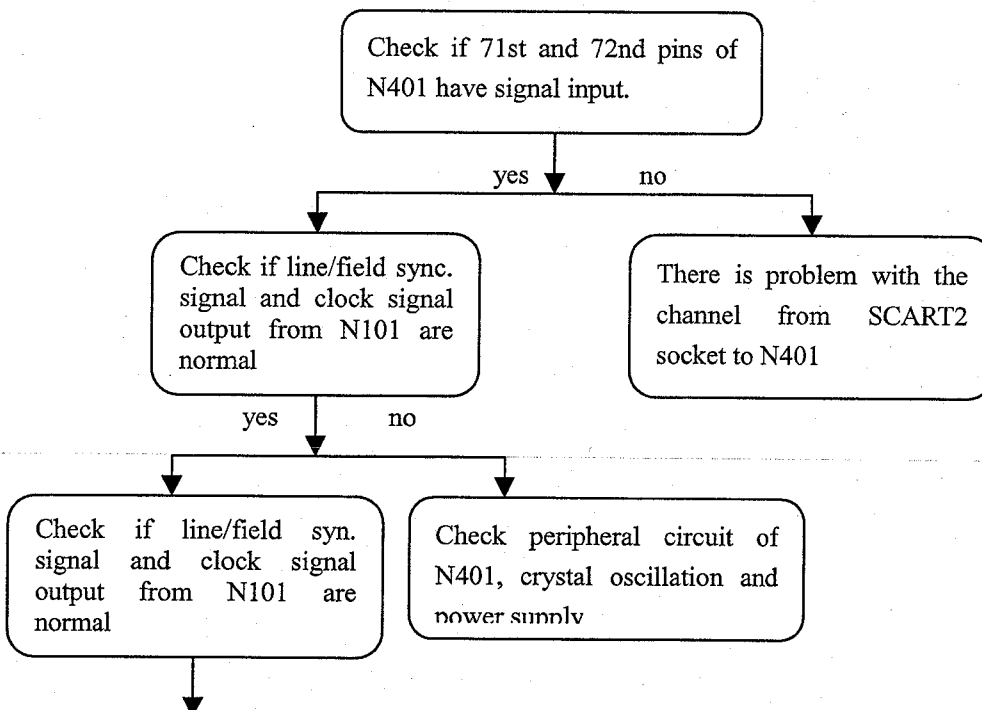 Check if 71st and 72nd pins of
N401 have signal input.
yes no
Check if line/field sync.
signal and clock signal
output from N101 are
normal
There is problem with the
channel from SCART2
socket to N401
yes no
Check if line/field syn.
signal and clock signal
output from N101 are
normal
Check peripheral circuit of
N401, crystal oscillation and
power supply